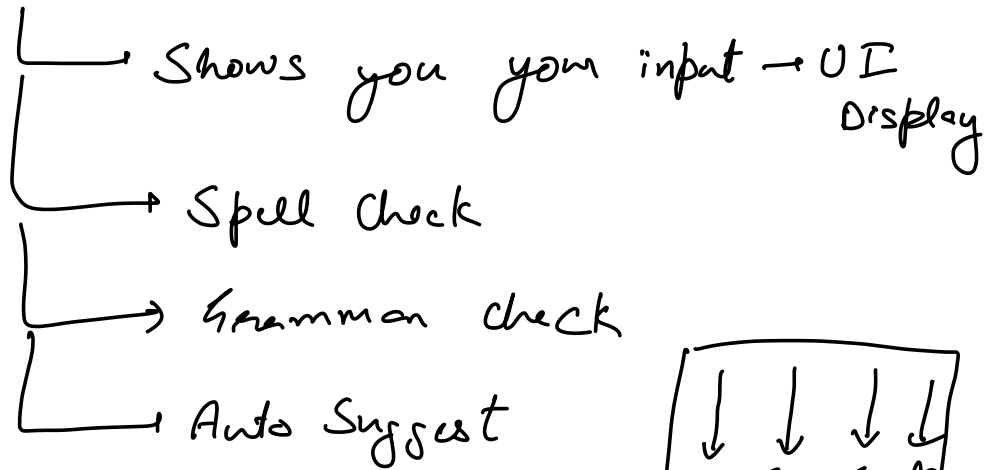 Shows you your input → UI
Display
Spell Check
Grammar check
Auto Suggest